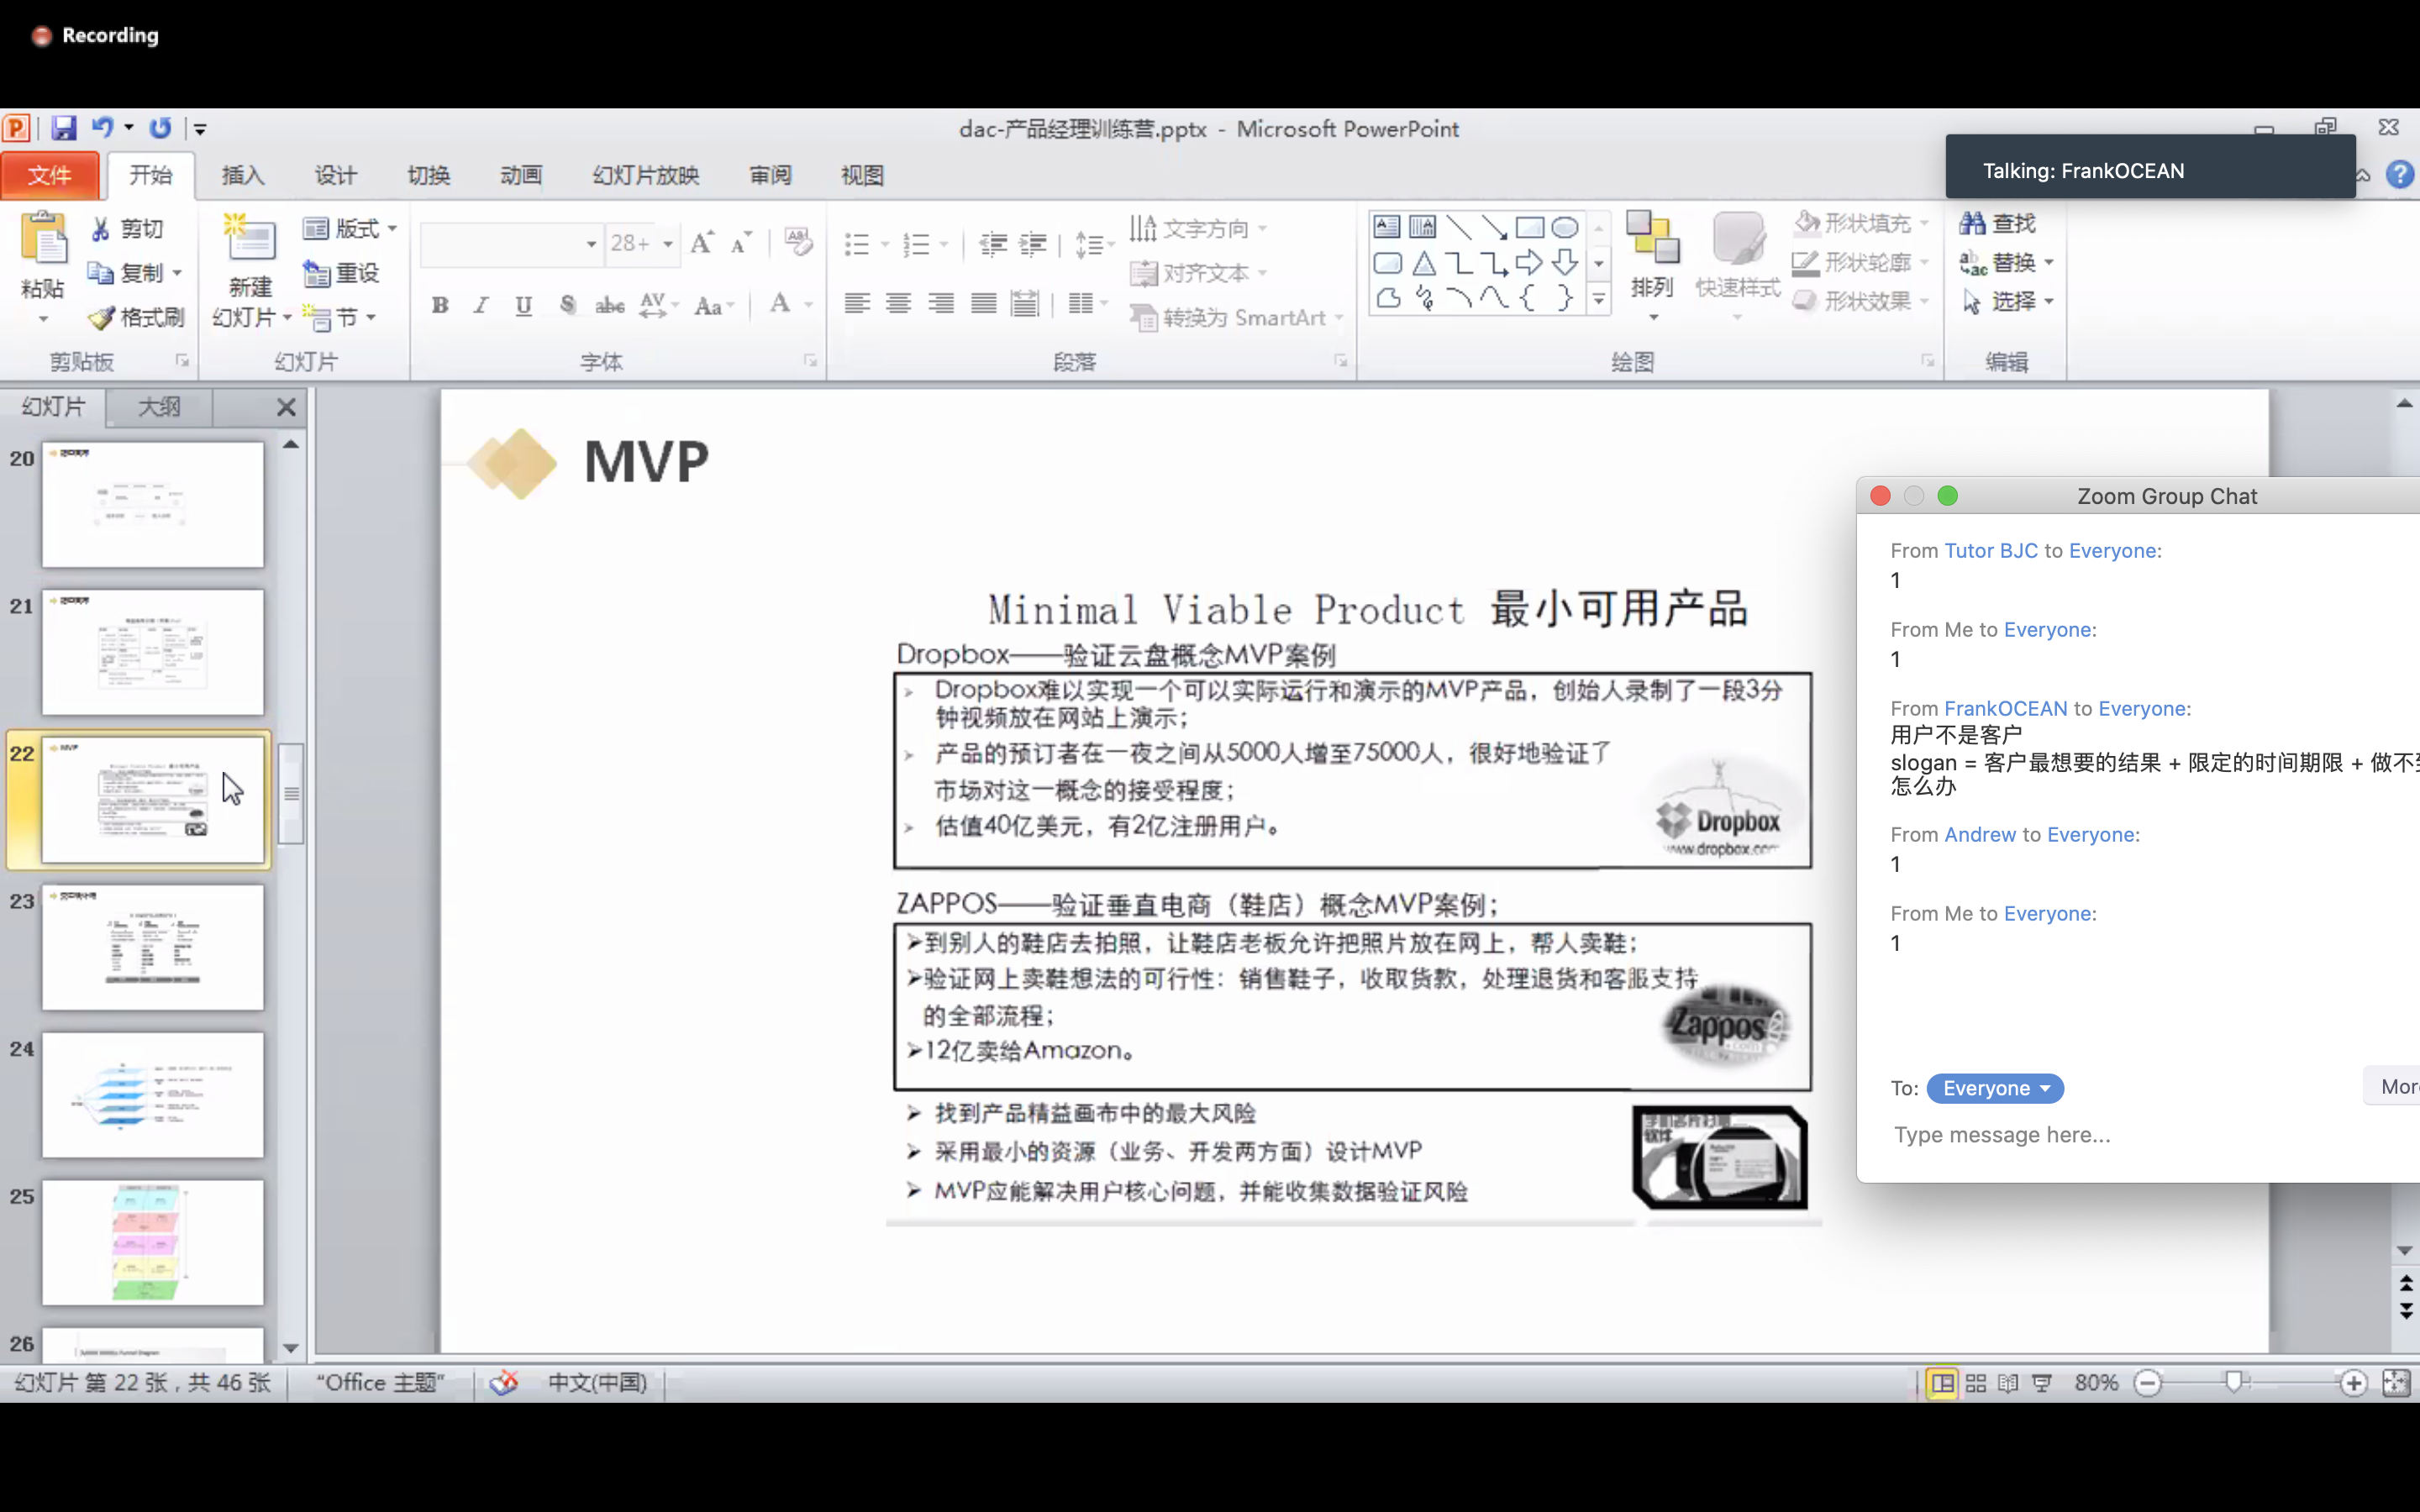 Recording
dac-产品经理训练营.pptx - Microsoft PowerPoint
Talking: FrankOCEAN
文件 开始 插入 设计 切换 动画 幻灯片放映 审阅 视图
粘贴
剪切
复制
格式刷
剪贴板
新建
幻灯片
版式
重设
节
幻灯片
28+
B I U S abc AV Aa A
字体
文字方向
对齐文本
转换为 SmartArt
段落
排列
快速样式
形状填充
形状轮廓
形状效果
绘图
查找
替换
选择
编辑
幻灯片 大纲
20
21
22
MVP
23
24
25
26
MVP
Minimal Viable Product 最小可用产品
Dropbox——验证云盘概念MVP案例
Dropbox难以实现一个可以实际运行和演示的MVP产品，创始人录制了一段3分
钟视频放在网站上演示；
产品的预订者在一夜之间从5000人增至75000人，很好地验证了
市场对这一概念的接受程度；
估值40亿美元，有2亿注册用户。
Dropbox
www.dropbox.com
ZAPPOS——验证垂直电商（鞋店）概念MVP案例；
到别人的鞋店去拍照，让鞋店老板允许把照片放在网上，帮人卖鞋；
验证网上卖鞋想法的可行性：销售鞋子，收取货款，处理退货和客服支持
的全部流程；
12亿卖给Amazon。
Zappos
.com
找到产品精益画布中的最大风险
采用最小的资源（业务、开发两方面）设计MVP
MVP应能解决用户核心问题，并能收集数据验证风险
软件
Zoom Group Chat
From Tutor BJC to Everyone:
1
From Me to Everyone:
1
From FrankOCEAN to Everyone:
用户不是客户
slogan = 客户最想要的结果 + 限定的时间期限 + 做不到
怎么办
From Andrew to Everyone:
1
From Me to Everyone:
1
To: Everyone
Type message here...
幻灯片 第 22 张，共 46 张 "Office 主题" 中文(中国) 80%